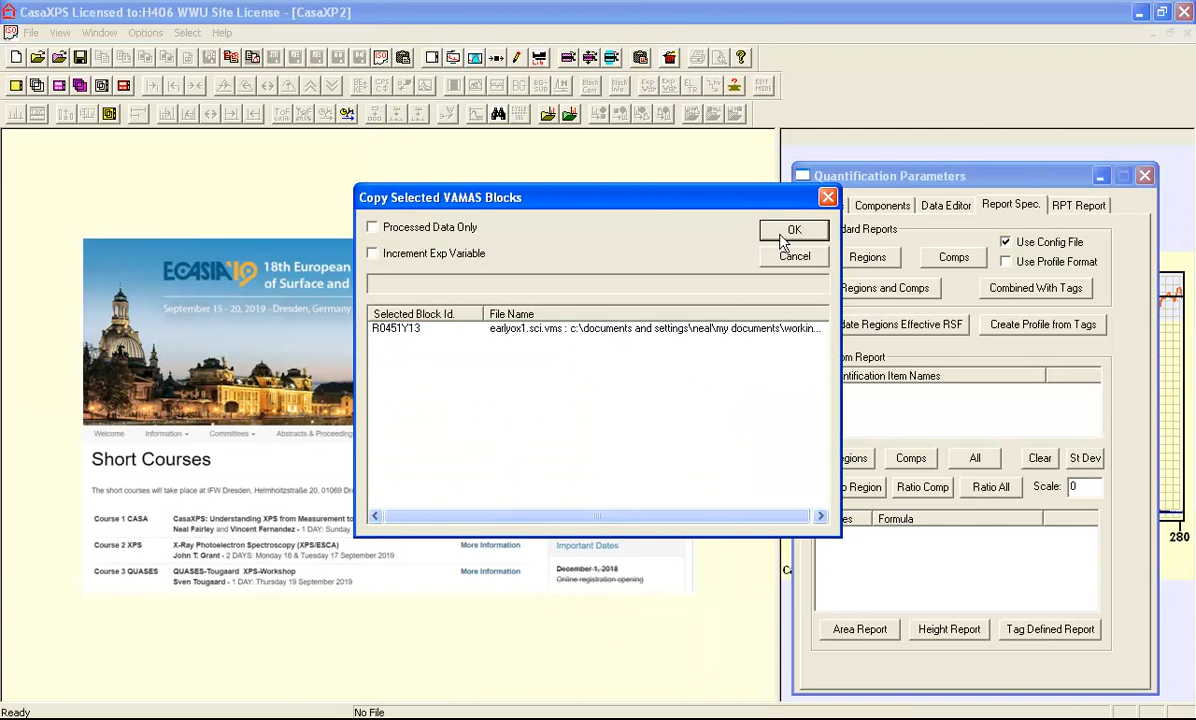 CasaXPS Licensed to:H406 WWU Site License - [CasaXP2]
File View Window Options Select Help
Copy Selected VAMAS Blocks
Processed Data Only
OK
Increment Exp Variable
Cancel
Selected Block Id. File Name
R0451Y13 earlyox1.sci.vms : c:\documents and settings\neal\my documents\workin...
Quantification Parameters
Components Data Editor Report Spec. RPT Report
Reports
Use Config File
Regions Comps Use Profile Format
Regions and Comps Combined With Tags
Regions Effective RSF Create Profile from Tags
Report
Item Names
Comps All Clear St Dev
Region Ratio Comp Ratio All Scale: 0
Formula
Area Report Height Report Tag Defined Report
280
ECASIA'19 18th European
of Surface and
September 15 - 20, 2019 - Dresden, Germany
Welcome Information Committees Abstracts & Proceeding
Short Courses
The short courses will take place at IFW Dresden, Helmholtzstraße 20, 01069 Dre
Course 1 CASA CasaXPS: Understanding XPS from Measurement to
Neal Fairley and Vincent Fernandez - 1 DAY: Sunday
Course 2 XPS X-Ray Photoelectron Spectroscopy (XPS/ESCA) More Information
John T. Grant - 2 DAYS: Monday 16 & Tuesday 17 September 2019
Course 3 QUASES QUASES-Tougaard XPS-Workshop More Information
Sven Tougaard - 1 DAY: Thursday 19 September 2019
Important Dates
December 1, 2018
Online registration opening
Ready No File